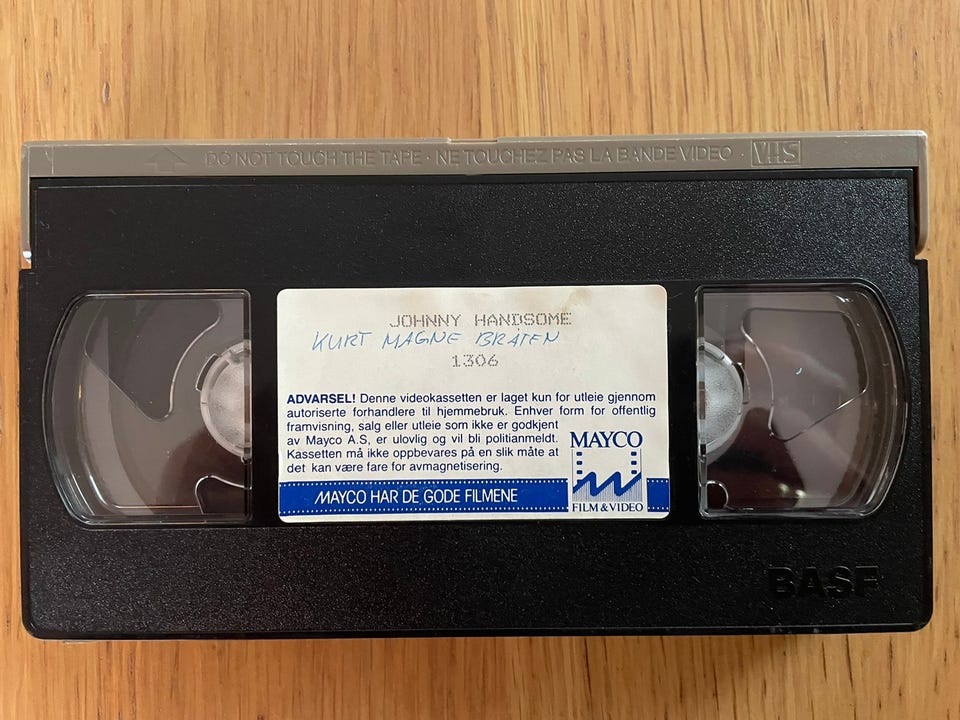 DO NOT TOUCH THE TAPE · NE TOUCHEZ PAS LA BANDE VIDEO · VHS
JOHNNY HANDSOME
KURT MAGNE BRÅTEN
1306
ADVARSEL! Denne videokassetten er laget kun for utleie gjennom
autoriserte forhandlere til hjemmebruk. Enhver form for offentlig
framvisning, salg eller utleie som ikke er godkjent
av Mayco A.S, er ulovlig og vil bli politianmeldt.
Kassetten må ikke oppbevares på en slik måte at
det kan være fare for avmagnetisering.
MAYCO
FILM & VIDEO
MAYCO HAR DE GODE FILMENE
BASF